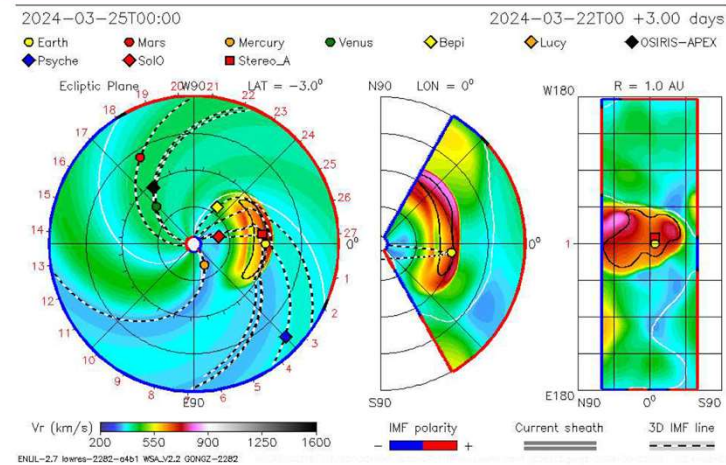 2024-03-25T00:00 2024-03-22T00 +3.00 days
Earth Mars Mercury Venus Bepi Lucy OSIRIS-APEX
Psyche SolO Stereo_A
Ecliptic Plane W90 LAT = -3.0° N90 LON = 0° W180 R = 1.0 AU
19 20 21 22
18 23
17 24
16 25
15 26
14 27 0° 0° 1
13 1
12 2
11 3
10 4
9 8 7 6 5
E90 S90 E180 N90 0° S90
Vr (km/s)
200 550 900 1250 1600
IMF polarity
- +
Current sheath
3D IMF line
ENLIL-2.7 lowres-2282-a4b1 WSA_V2.2 GONGZ-2282